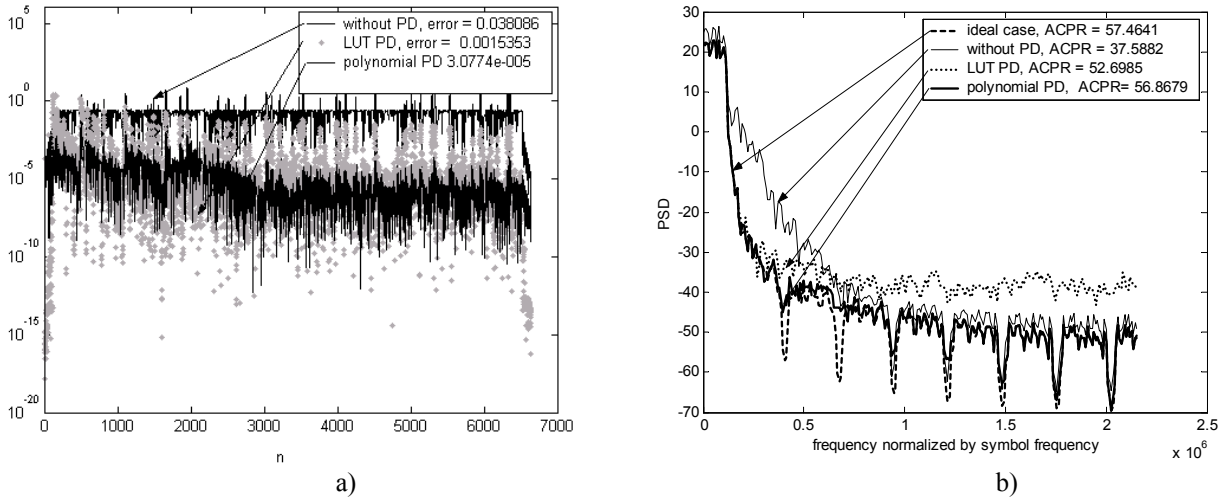 10^5
10^0
10^-5
10^-10
10^-15
10^-20
0
1000
2000
3000
4000
5000
6000
7000
n
without PD, error = 0.038086
LUT PD, error = 0.0015353
polynomial PD 3.0774e-005
a)
30
20
10
0
-10
-20
-30
-40
-50
-60
-70
PSD
0
0.5
1
1.5
2
2.5
x 10^6
frequency normalized by symbol frequency
ideal case, ACPR = 57.4641
without PD, ACPR = 37.5882
LUT PD, ACPR = 52.6985
polynomial PD, ACPR= 56.8679
b)